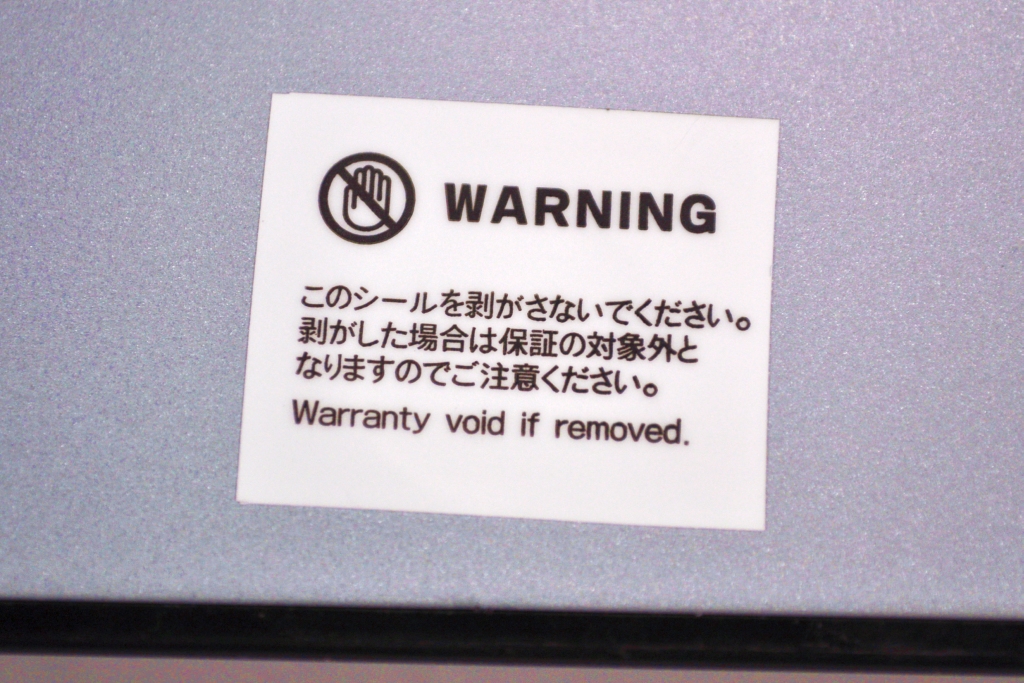 WARNING
このシールを剥がさないでください。
剥がした場合は保証の対象外と
なりますのでご注意ください。
Warranty void if removed.